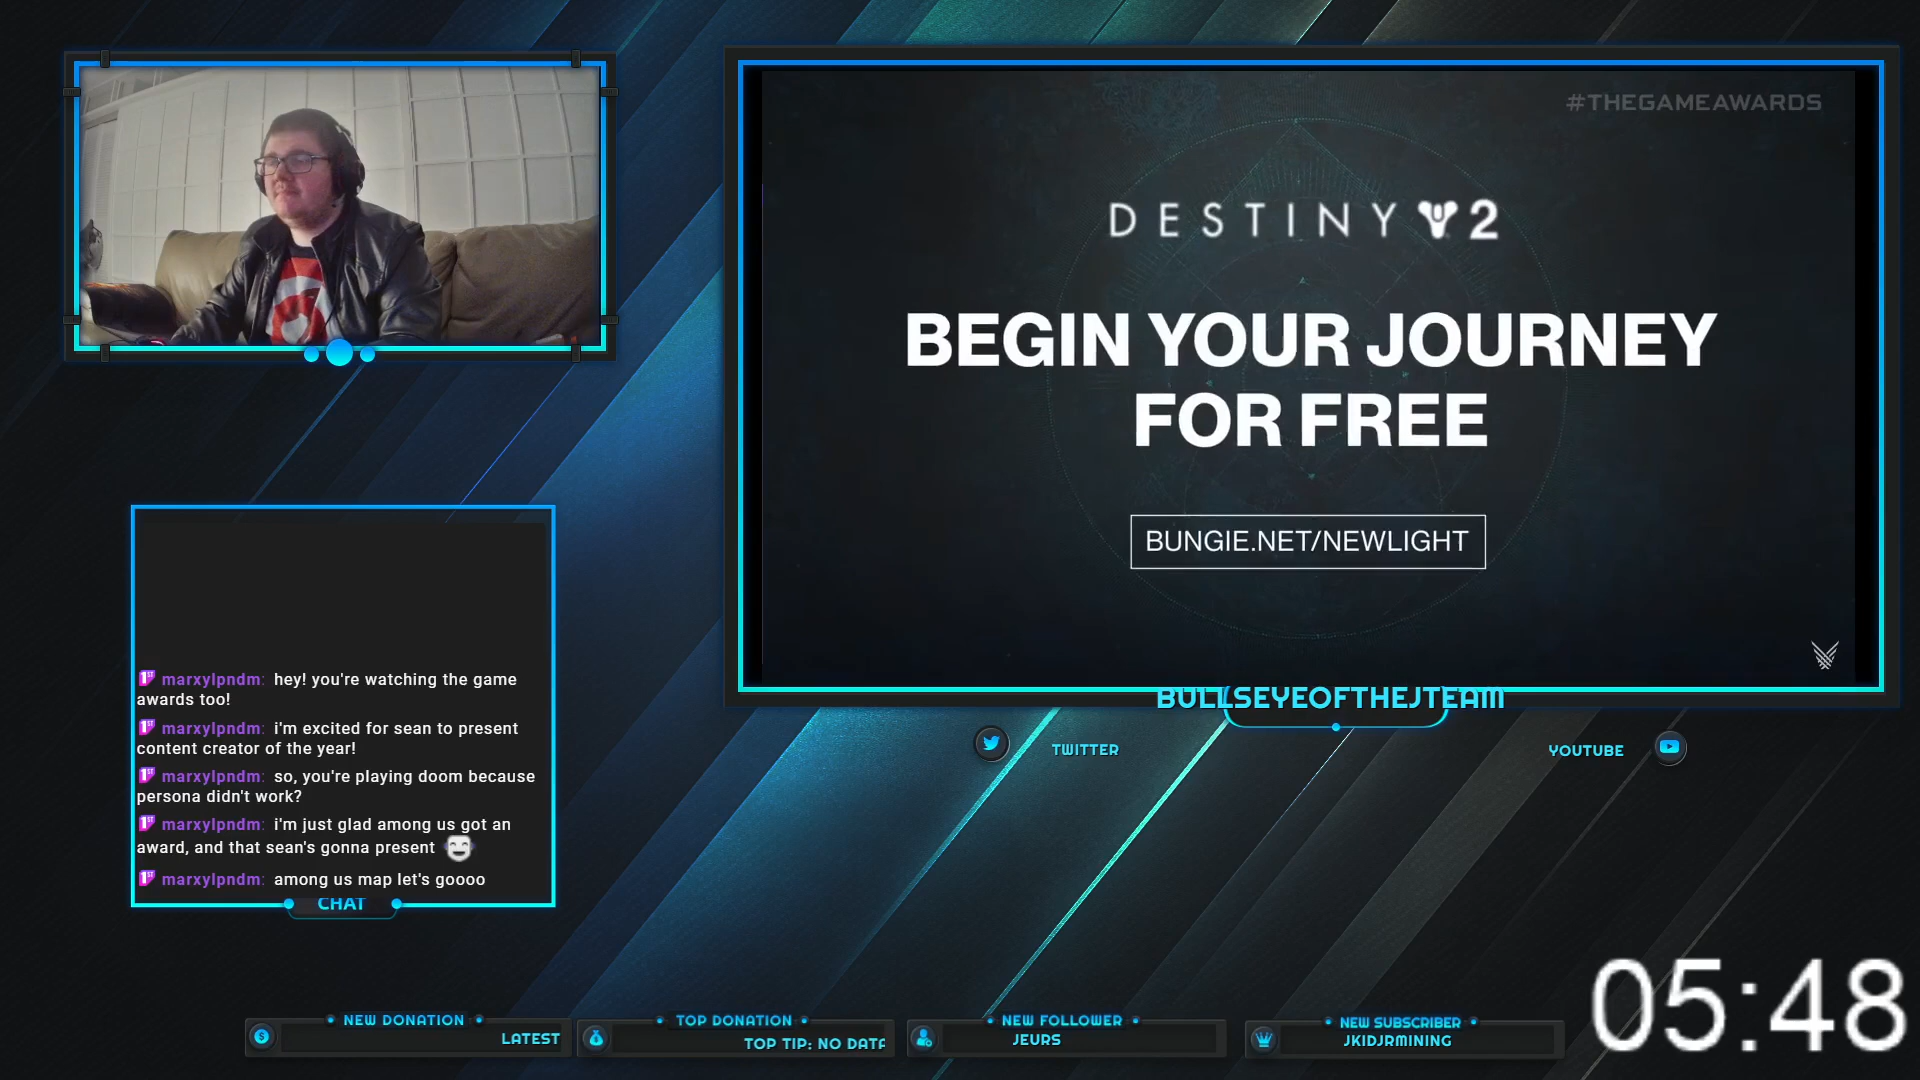 #THEGAMEAWARDS
DESTINY 2
BEGIN YOUR JOURNEY
FOR FREE
BUNGIE.NET/NEWLIGHT
BULLSEYEOFTHEJTEAM
TWITTER
YOUTUBE
marxylpndm: hey! you're watching the game
awards too!
marxylpndm: i'm excited for sean to present
content creator of the year!
marxylpndm: so, you're playing doom because
persona didn't work?
marxylpndm: i'm just glad among us got an
award, and that sean's gonna present
marxylpndm: among us map let's goooo
CHAT
NEW DONATION
LATEST
TOP DONATION
TOP TIP: NO DATA
NEW FOLLOWER
JEURS
NEW SUBSCRIBER
JKIDJRMINING
05:48